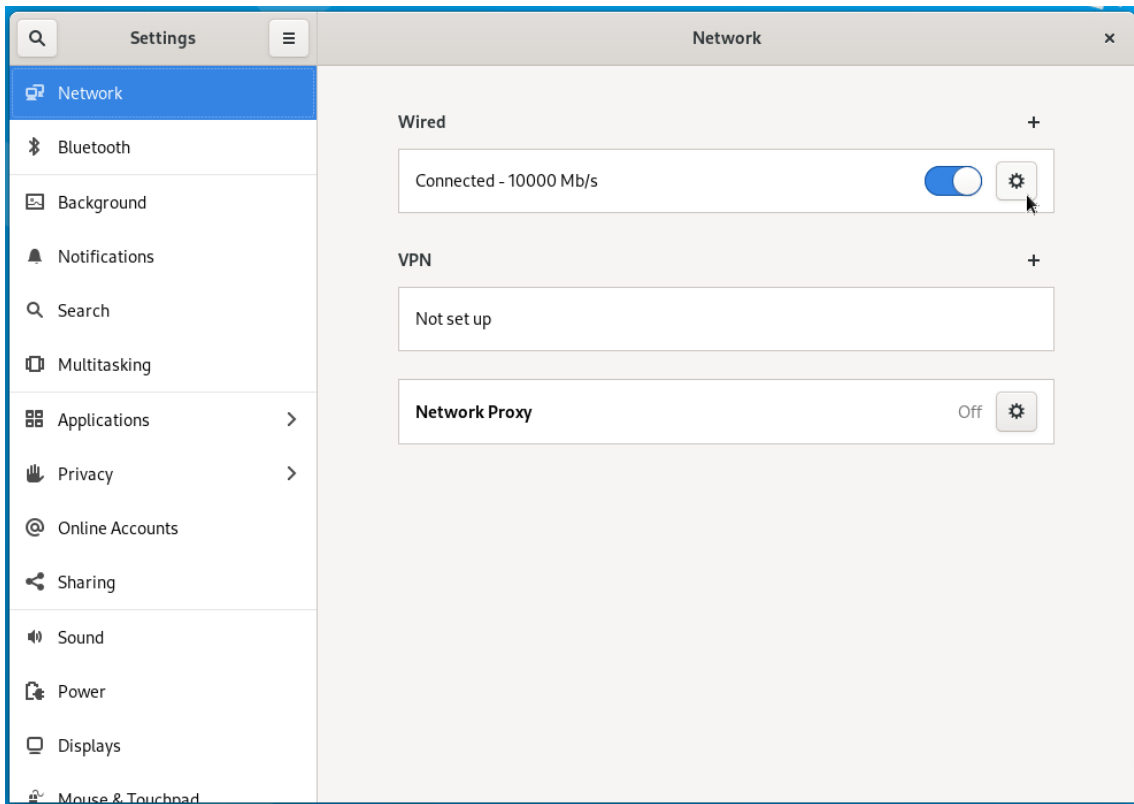 Settings
Network
Network
Bluetooth
Background
Notifications
Search
Multitasking
Applications
Privacy
Online Accounts
Sharing
Sound
Power
Displays
Mouse & Touchpad
Wired
Connected - 10000 Mb/s
VPN
Not set up
Network Proxy Off